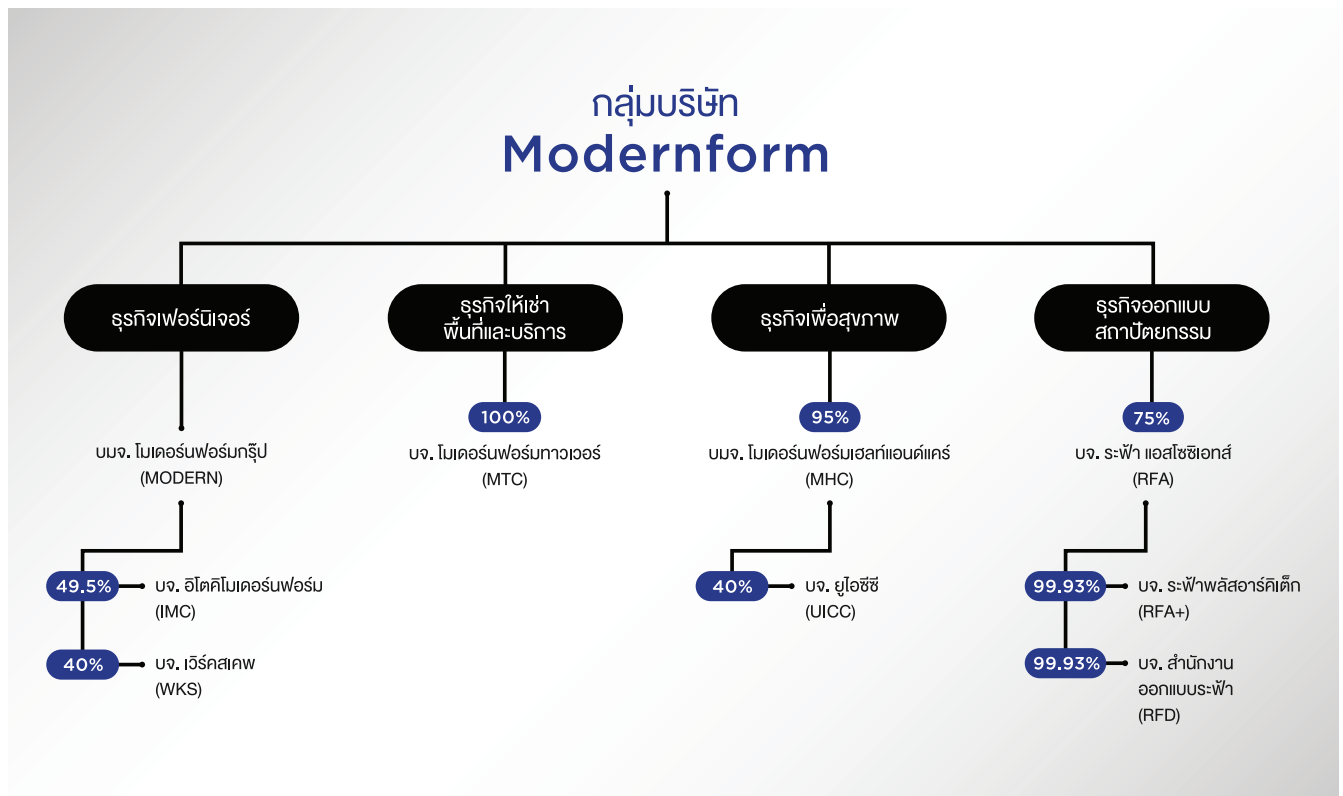 กลุ่มบริษัท
Modernform
ธุรกิจเฟอร์นิเจอร์
บมจ. โมเดอร์นฟอร์มกรุ๊ป
(MODERN)
49.5%
บจ. อิโตคิโมเดอร์นฟอร์ม
(IMC)
40%
บจ. เวิร์คสเคพ
(WKS)
ธุรกิจให้เช่า
พื้นที่และบริการ
100%
บจ. โมเดอร์นฟอร์มทาวเวอร์
(MTC)
ธุรกิจเพื่อสุขภาพ
95%
บมจ. โมเดอร์นฟอร์มเฮลท์แอนด์แคร์
(MHC)
40%
บจ. ยูไอซีซี
(UICC)
ธุรกิจออกแบบ
สถาปัตยกรรม
75%
บจ. ระฟ้า แอสโซซิเอทส์
(RFA)
99.93%
บจ. ระฟ้าพลัสอาร์คิเต็ก
(RFA+)
99.93%
บจ. สำนักงาน
ออกแบบระฟ้า
(RFD)